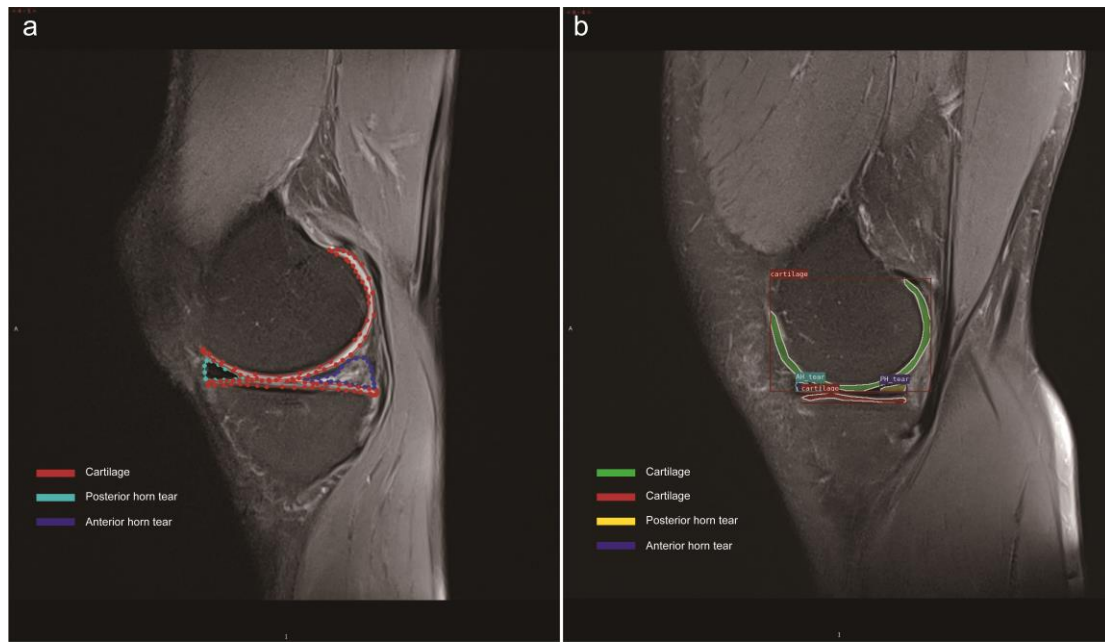 a
A
Cartilage
Posterior horn tear
Anterior horn tear
I
b
A
cartilage
AH_tear
PH_tear
cartilage
Cartilage
Cartilage
Posterior horn tear
Anterior horn tear
I